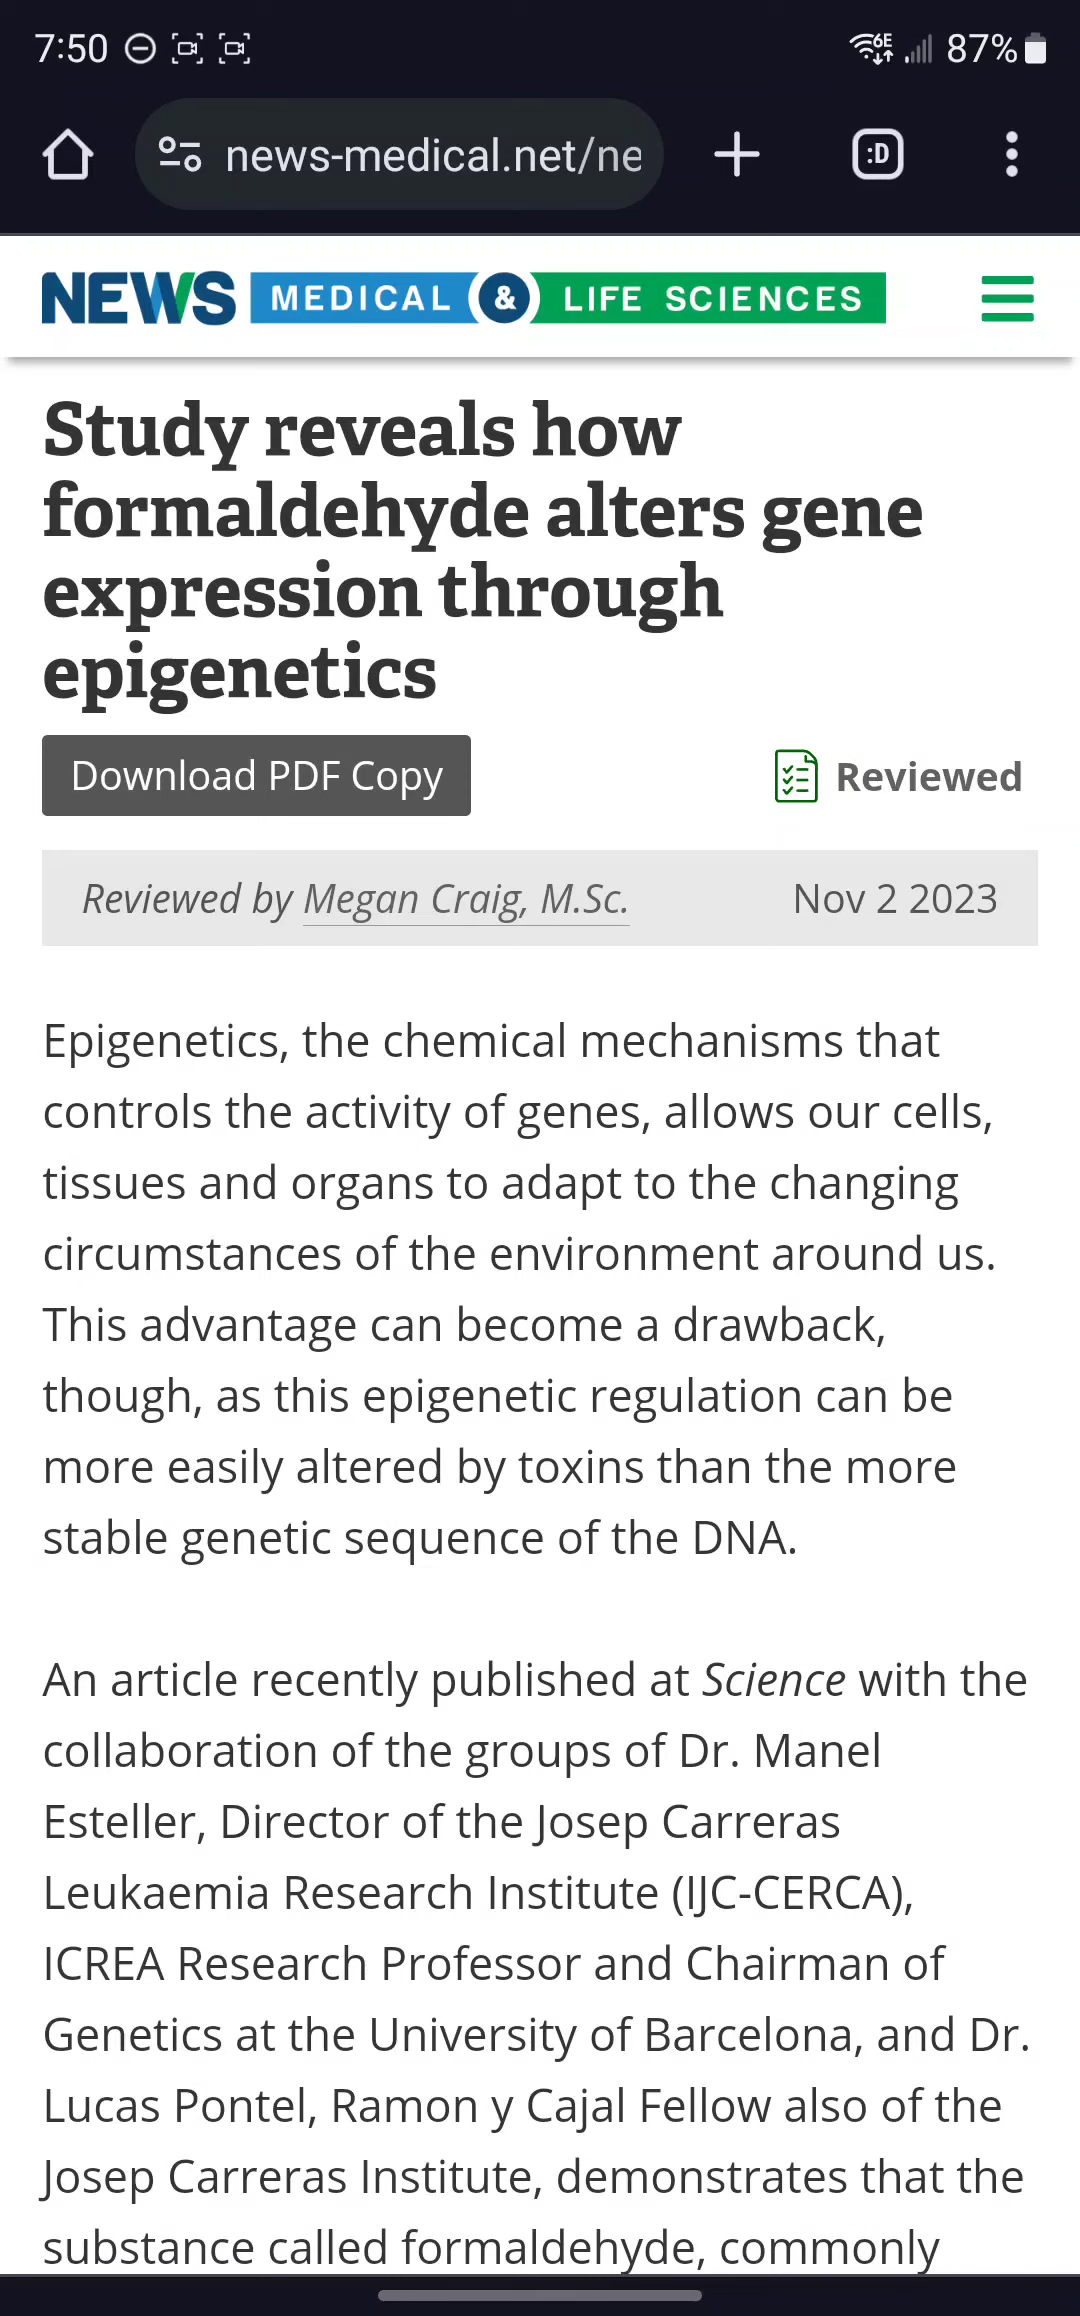 7:50
6E
87%
news-medical.net/ne
:D
NEWS MEDICAL & LIFE SCIENCES
Study reveals how
formaldehyde alters gene
expression through
epigenetics
Download PDF Copy
Reviewed
Reviewed by Megan Craig, M.Sc.
Nov 2 2023
Epigenetics, the chemical mechanisms that
controls the activity of genes, allows our cells,
tissues and organs to adapt to the changing
circumstances of the environment around us.
This advantage can become a drawback,
though, as this epigenetic regulation can be
more easily altered by toxins than the more
stable genetic sequence of the DNA.
An article recently published at Science with the
collaboration of the groups of Dr. Manel
Esteller, Director of the Josep Carreras
Leukaemia Research Institute (IJC-CERCA),
ICREA Research Professor and Chairman of
Genetics at the University of Barcelona, and Dr.
Lucas Pontel, Ramon y Cajal Fellow also of the
Josep Carreras Institute, demonstrates that the
substance called formaldehyde, commonly